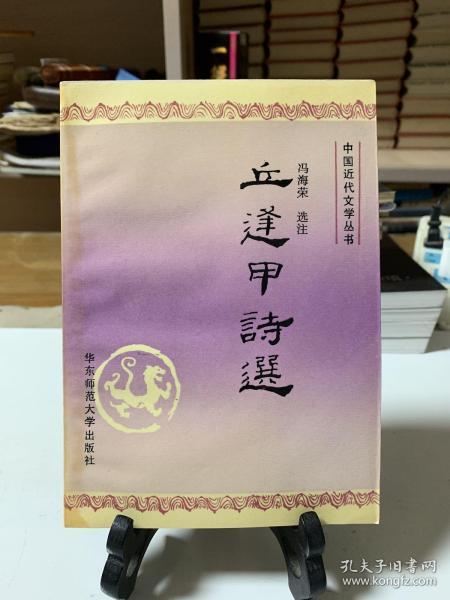 中国近代文学丛书
冯海荣 选注
丘逢甲詩選
华东师范大学出版社
孔夫子旧书网
www.kongfz.com